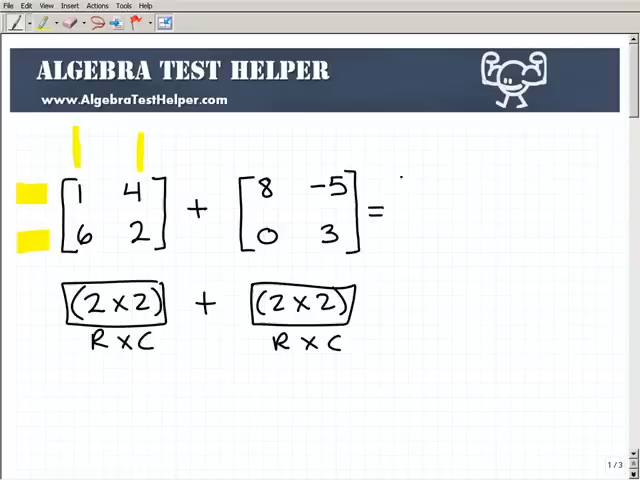 File Edit View Insert Actions Tools Help
ALGEBRA TEST HELPER
www.AlgebraTestHelper.com
[1 4] + [8 -5] =
[6 2] [0 3]
(2 x 2) + (2 x 2)
R x C R x C
1/3